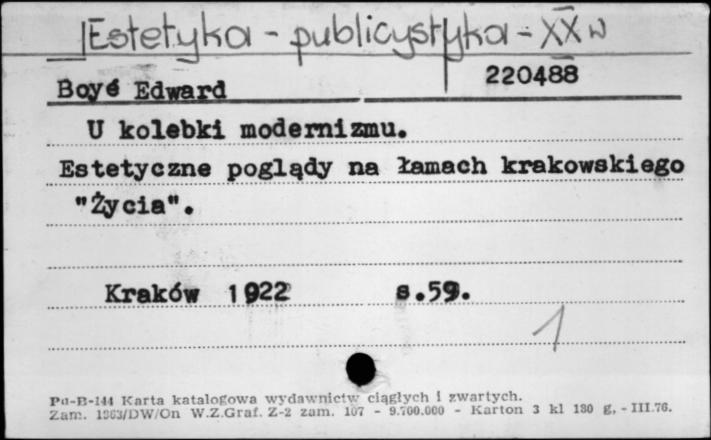 Estetyka - publicystyka - XX w
220488
Boyé Edward
U kolebki modernizmu.
Estetyczne poglądy na łamach krakowskiego
"Życia".
Kraków 1922 s.59.
1
Pu-B-144 Karta katalogowa wydawnictw ciągłych i zwartych.
Zam. 1363/DW/On W.Z.Graf. Z-2 zam. 107 - 9.700.000 - Karton 3 kl 180 g. - III.76.